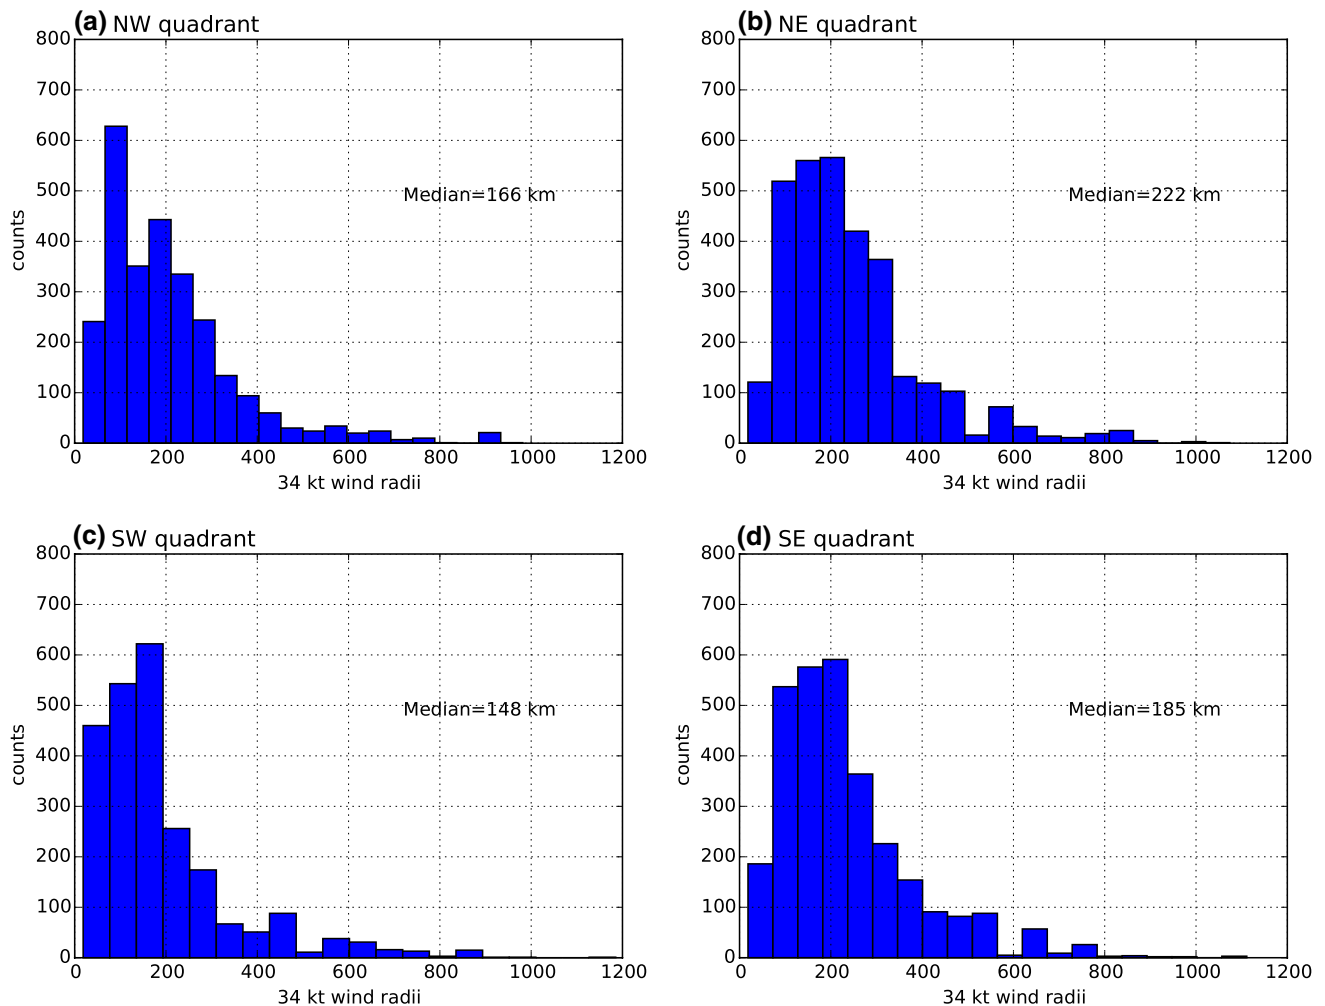 (a) NW quadrant
800
700
600
500
400
300
200
100
0
counts
Median=166 km
0 200 400 600 800 1000 1200
34 kt wind radii
(b) NE quadrant
800
700
600
500
400
300
200
100
0
counts
Median=222 km
0 200 400 600 800 1000 1200
34 kt wind radii
(c) SW quadrant
800
700
600
500
400
300
200
100
0
counts
Median=148 km
0 200 400 600 800 1000 1200
34 kt wind radii
(d) SE quadrant
800
700
600
500
400
300
200
100
0
counts
Median=185 km
0 200 400 600 800 1000 1200
34 kt wind radii